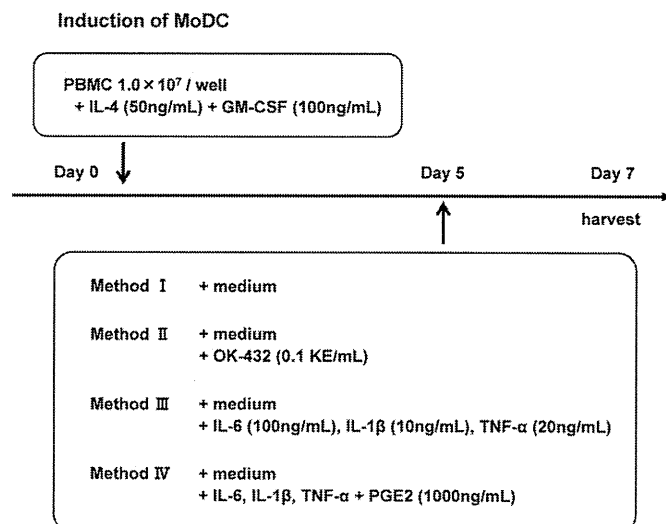 Induction of MoDC
PBMC 1.0×10⁷ / well
+ IL-4 (50ng/mL) + GM-CSF (100ng/mL)
Day 0
Day 5
Day 7
harvest
Method Ⅰ + medium
Method Ⅱ + medium
+ OK-432 (0.1 KE/mL)
Method Ⅲ + medium
+ IL-6 (100ng/mL), IL-1β (10ng/mL), TNF-α (20ng/mL)
Method Ⅳ + medium
+ IL-6, IL-1β, TNF-α + PGE2 (1000ng/mL)